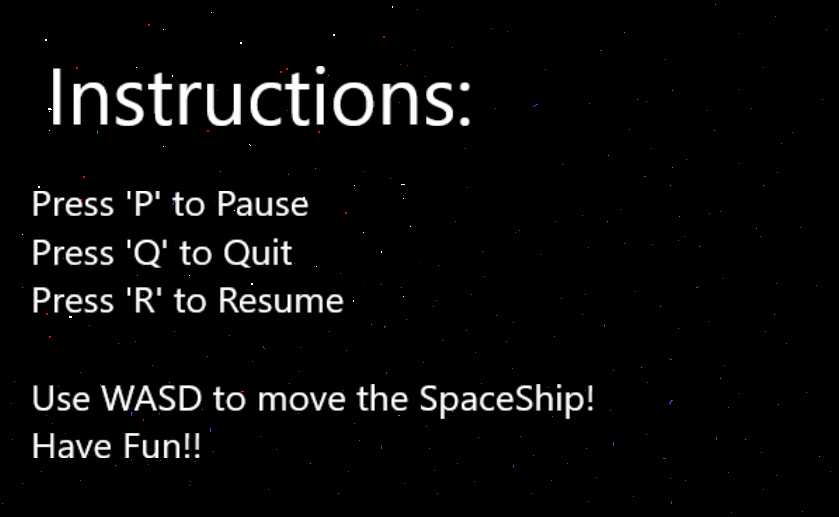 Instructions:
Press 'P' to Pause
Press 'Q' to Quit
Press 'R' to Resume
Use WASD to move the SpaceShip!
Have Fun!!